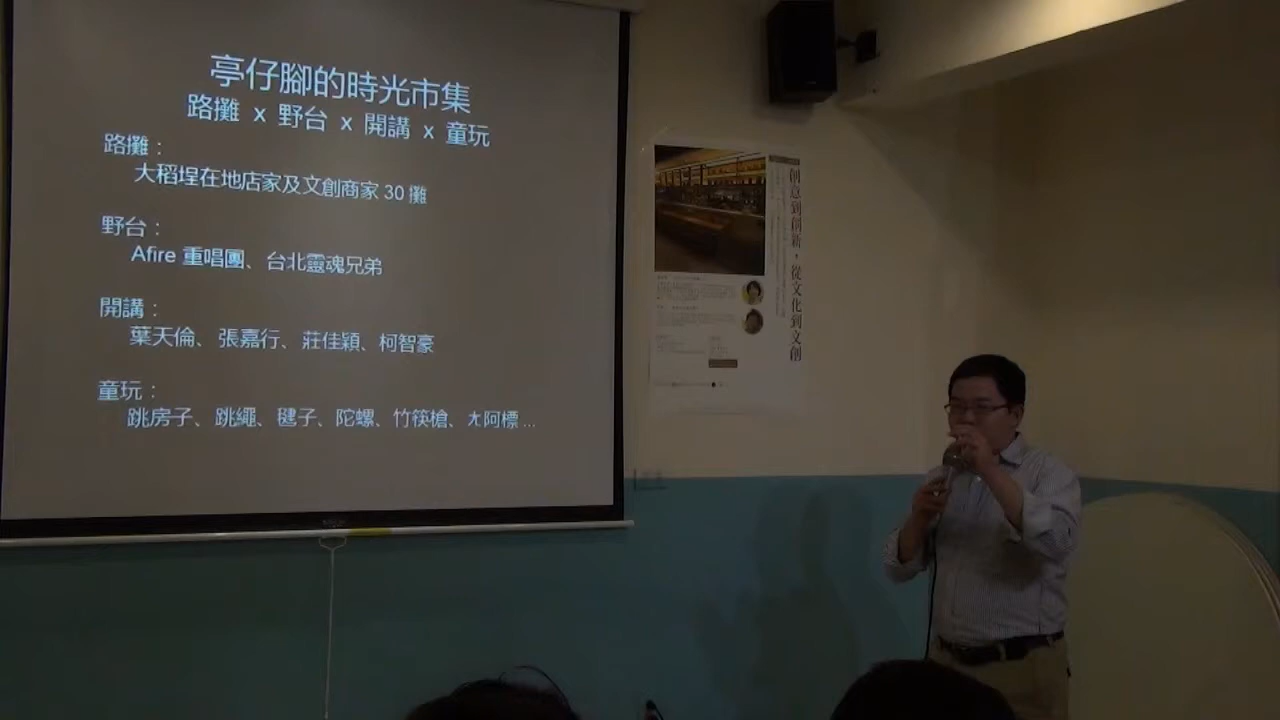 亭仔腳的時光市集
路攤 x 野台 x 開講 x 童玩
路攤：
大稻埕在地店家及文創商家 30 攤
野台：
Afire 重唱團、台北靈魂兄弟
開講：
葉天倫、張嘉行、莊佳穎、柯智豪
童玩：
跳房子、跳繩、毽子、陀螺、竹筷槍、ㄤ阿標...
創意到創新，從文化到文創